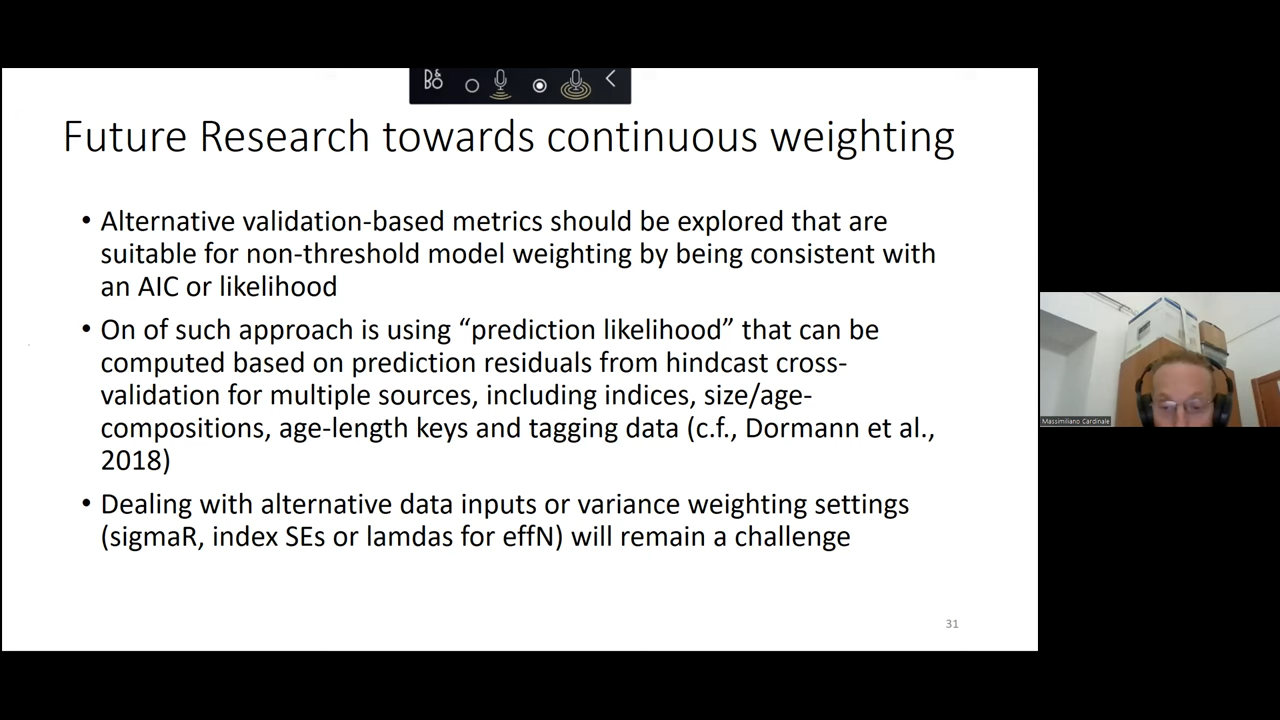 B&O
Future Research towards continuous weighting
• Alternative validation-based metrics should be explored that are
suitable for non-threshold model weighting by being consistent with
an AIC or likelihood
• On of such approach is using “prediction likelihood” that can be
computed based on prediction residuals from hindcast cross-
validation for multiple sources, including indices, size/age-
compositions, age-length keys and tagging data (c.f., Dormann et al.,
2018)
• Dealing with alternative data inputs or variance weighting settings
(sigmaR, index SEs or lamdas for effN) will remain a challenge
31
Massimiliano Cardinale